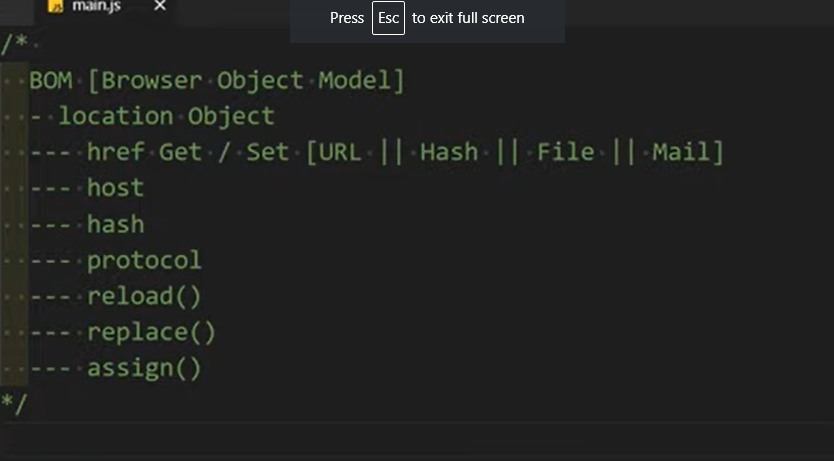 main.js
Press Esc to exit full screen
/*
BOM [Browser Object Model]
- location Object
--- href Get / Set [URL || Hash || File || Mail]
--- host
--- hash
--- protocol
--- reload()
--- replace()
--- assign()
*/